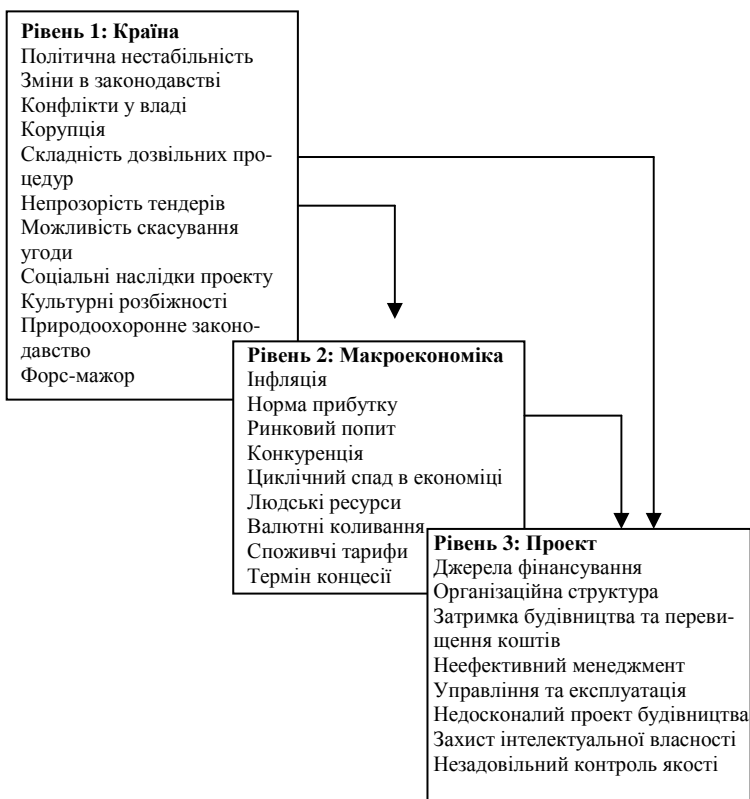 Рівень 1: Країна
Політична нестабільність
Зміни в законодавстві
Конфлікти у владі
Корупція
Складність дозвільних про-
цедур
Непрозорість тендерів
Можливість скасування
угоди
Соціальні наслідки проекту
Культурні розбіжності
Природоохоронне законо-
давство
Форс-мажор
Рівень 2: Макроекономіка
Інфляція
Норма прибутку
Ринковий попит
Конкуренція
Циклічний спад в економіці
Людські ресурси
Валютні коливання
Споживчі тарифи
Термін концесії
Рівень 3: Проект
Джерела фінансування
Організаційна структура
Затримка будівництва та переви-
щення коштів
Неефективний менеджмент
Управління та експлуатація
Недосконалий проект будівництва
Захист інтелектуальної власності
Незадовільний контроль якості